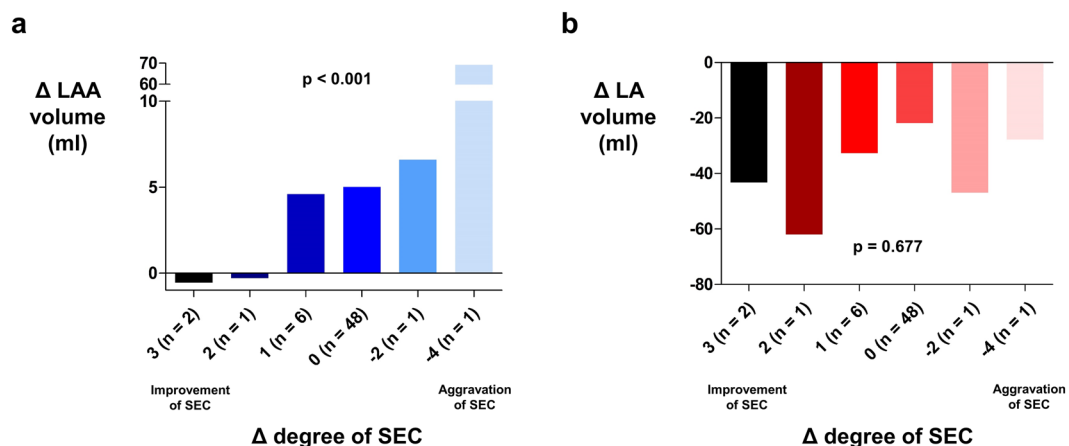 a
Δ LAA
volume
(ml)
70
60
10
5
0
p < 0.001
3 (n = 2)
2 (n = 1)
1 (n = 6)
0 (n = 48)
-2 (n = 1)
-4 (n = 1)
Improvement
of SEC
Aggravation
of SEC
Δ degree of SEC
b
Δ LA
volume
(ml)
0
-20
-40
-60
-80
p = 0.677
3 (n = 2)
2 (n = 1)
1 (n = 6)
0 (n = 48)
-2 (n = 1)
-4 (n = 1)
Improvement
of SEC
Aggravation
of SEC
Δ degree of SEC